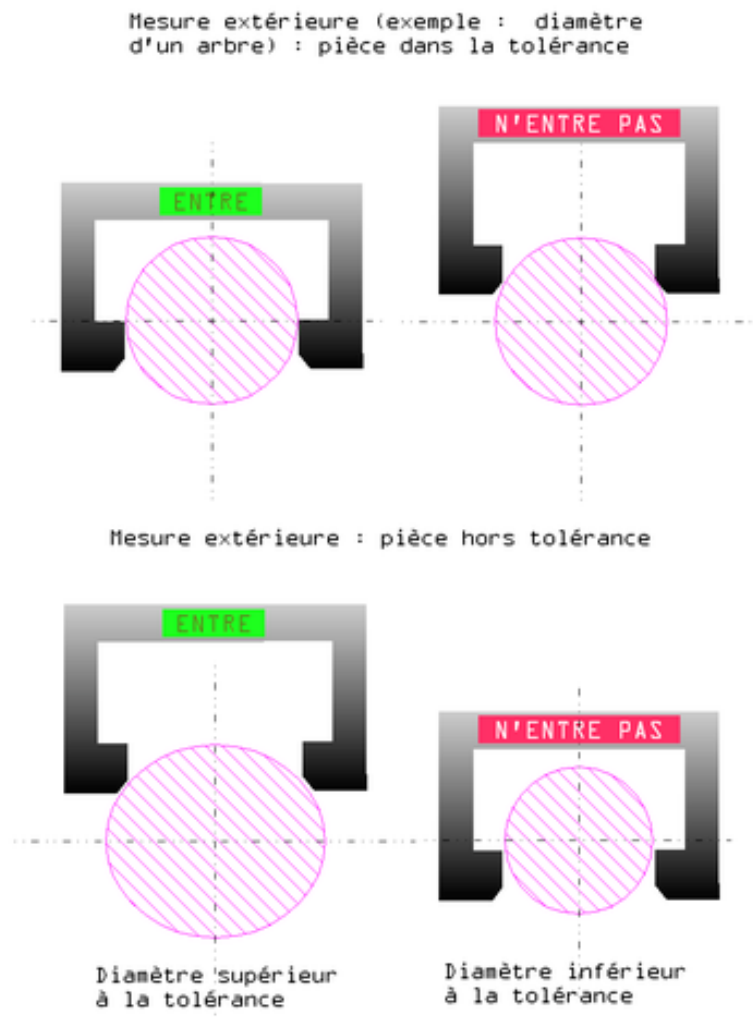 Mesure extérieure (exemple :  diamètre
d'un arbre) : pièce dans la tolérance
N'ENTRE PAS
ENTRE
Mesure extérieure : pièce hors tolérance
ENTRE
N'ENTRE PAS
Diamètre supérieur
à la tolérance
Diamètre inférieur
à la tolérance